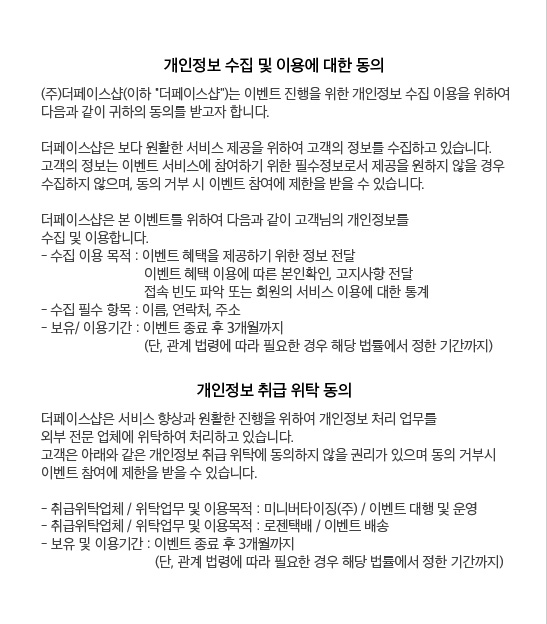 개인정보 수집 및 이용에 대한 동의
(주)더페이스샵(이하 "더페이스샵")는 이벤트 진행을 위한 개인정보 수집 이용을 위하여
다음과 같이 귀하의 동의를 받고자 합니다.
더페이스샵은 보다 원활한 서비스 제공을 위하여 고객의 정보를 수집하고 있습니다.
고객의 정보는 이벤트 서비스에 참여하기 위한 필수정보로서 제공을 원하지 않을 경우
수집하지 않으며, 동의 거부 시 이벤트 참여에 제한을 받을 수 있습니다.
더페이스샵은 본 이벤트를 위하여 다음과 같이 고객님의 개인정보를
수집 및 이용합니다.
- 수집 이용 목적 : 이벤트 혜택을 제공하기 위한 정보 전달
이벤트 혜택 이용에 따른 본인확인, 고지사항 전달
접속 빈도 파악 또는 회원의 서비스 이용에 대한 통계
- 수집 필수 항목 : 이름, 연락처, 주소
- 보유/ 이용기간 : 이벤트 종료 후 3개월까지
(단, 관계 법령에 따라 필요한 경우 해당 법률에서 정한 기간까지)
개인정보 취급 위탁 동의
더페이스샵은 서비스 향상과 원활한 진행을 위하여 개인정보 처리 업무를
외부 전문 업체에 위탁하여 처리하고 있습니다.
고객은 아래와 같은 개인정보 취급 위탁에 동의하지 않을 권리가 있으며 동의 거부시
이벤트 참여에 제한을 받을 수 있습니다.
- 취급위탁업체 / 위탁업무 및 이용목적 : 미니버타이징(주) / 이벤트 대행 및 운영
- 취급위탁업체 / 위탁업무 및 이용목적 : 로젠택배 / 이벤트 배송
- 보유 및 이용기간 : 이벤트 종료 후 3개월까지
(단, 관계 법령에 따라 필요한 경우 해당 법률에서 정한 기간까지)